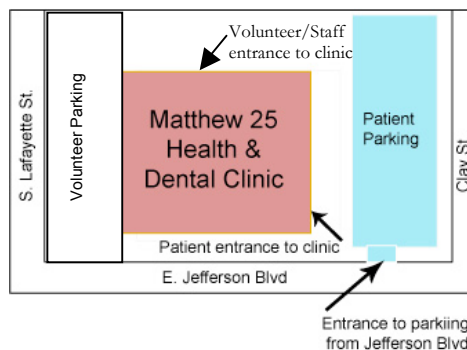 Volunteer/Staff
entrance to clinic
S. Lafayette St.
Volunteer Parking
Matthew 25
Health &
Dental Clinic
Patient
Parking
Clay St.
Patient entrance to clinic
E. Jefferson Blvd
Entrance to parkiing
from Jefferson Blvd